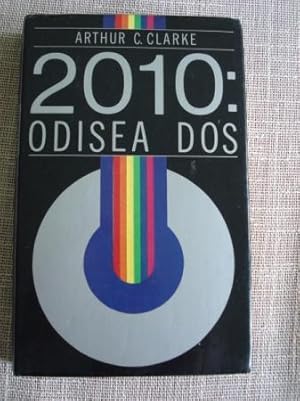 ARTHUR C. CLARKE
2010:
ODISEA DOS